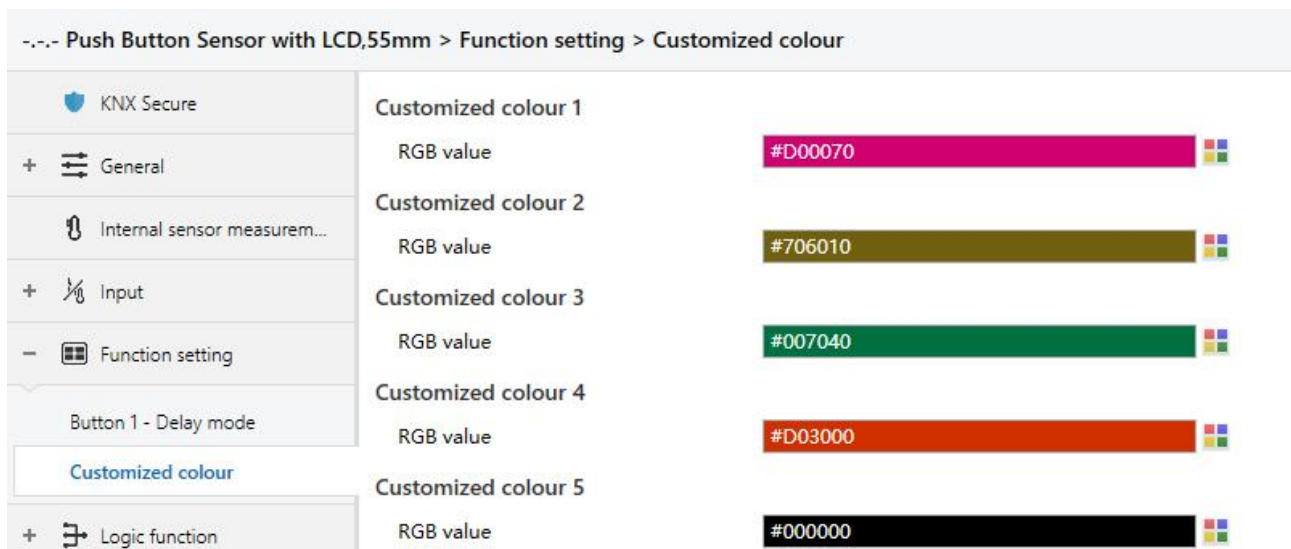 -.-.- Push Button Sensor with LCD,55mm > Function setting > Customized colour
KNX Secure
+ General
Internal sensor measurem...
+ Input
- Function setting
Button 1 - Delay mode
Customized colour
+ Logic function
Customized colour 1
RGB value #D00070
Customized colour 2
RGB value #706010
Customized colour 3
RGB value #007040
Customized colour 4
RGB value #D03000
Customized colour 5
RGB value #000000